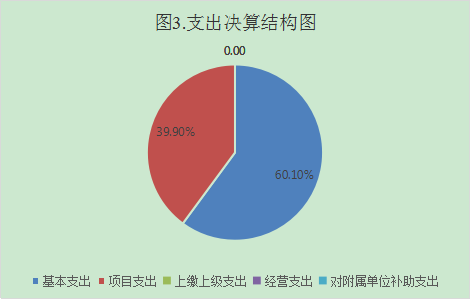 图3.支出决算结构图
0.00
39.90%
60.10%
基本支出 项目支出 上缴上级支出 经营支出 对附属单位补助支出